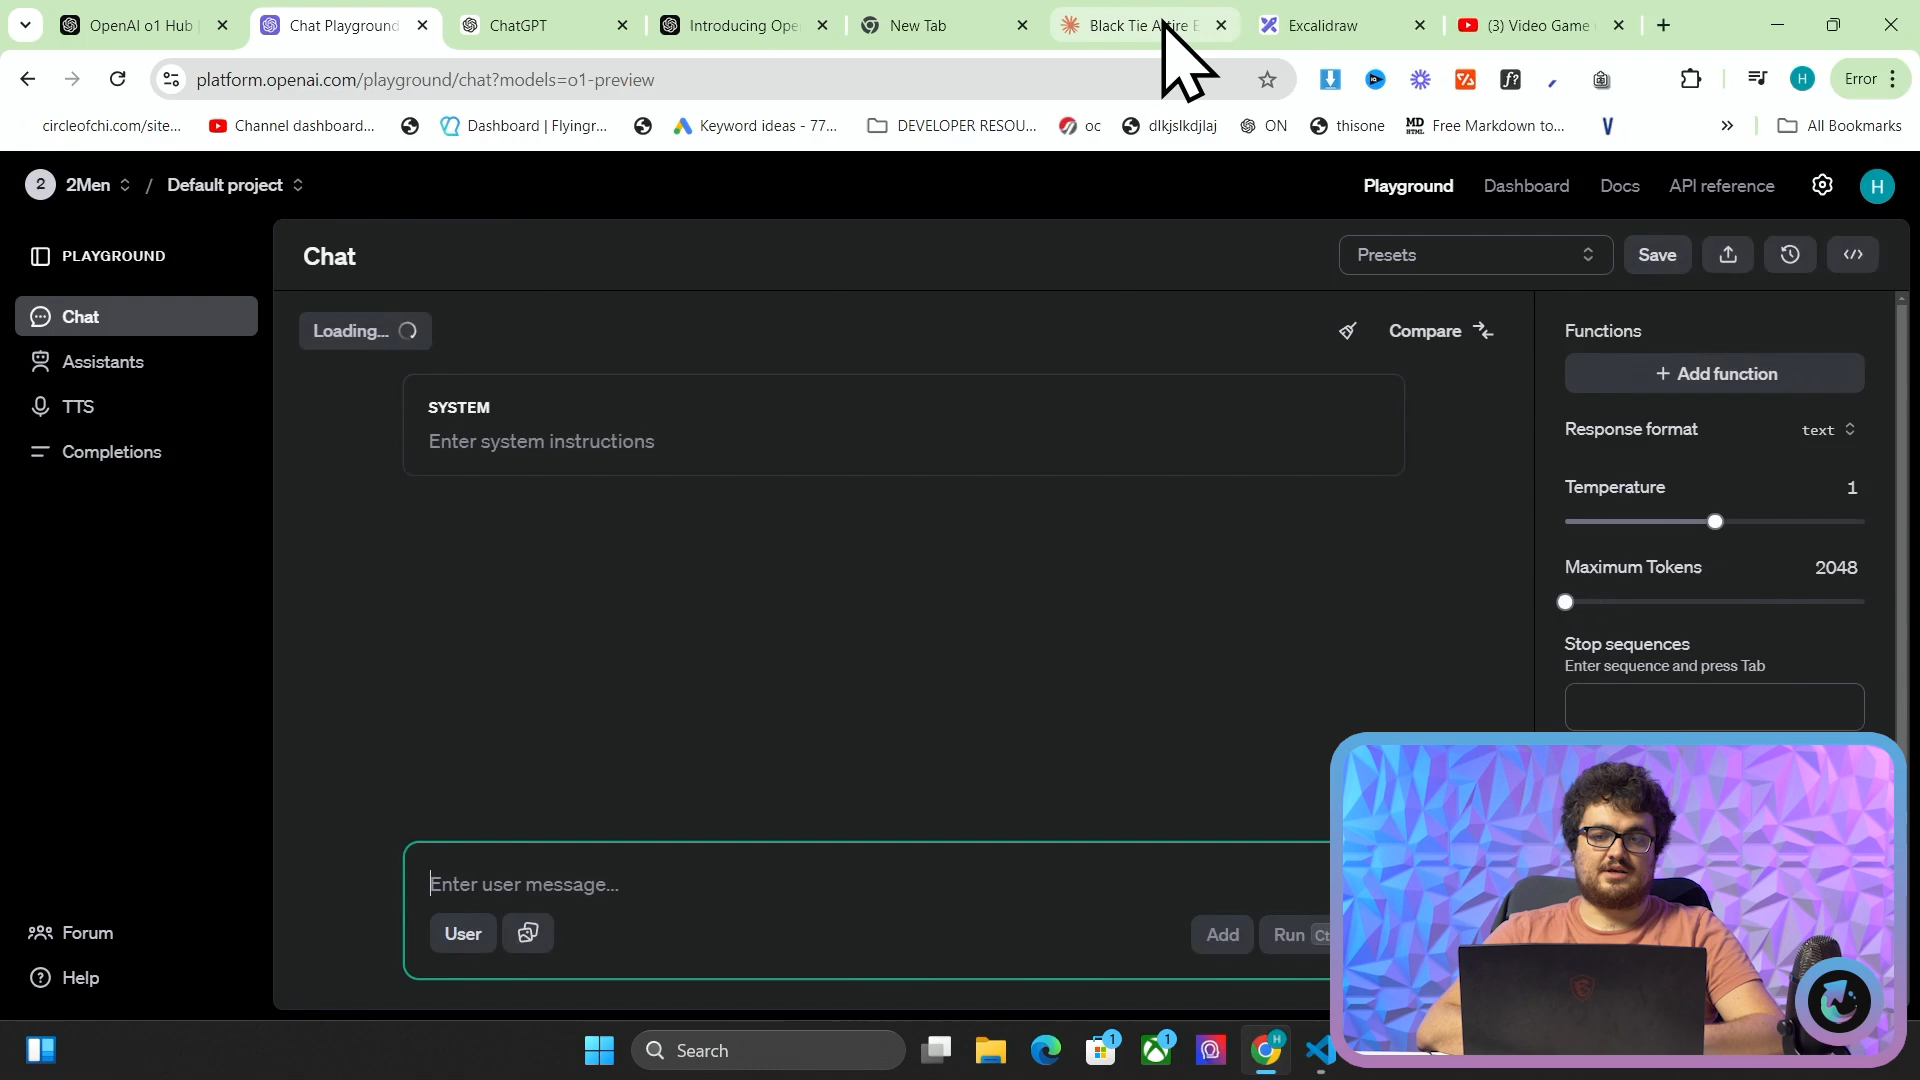 OpenAI o1 Hub
Chat Playground
ChatGPT
Introducing Ope
New Tab
Black Tie Attire E
Excalidraw
(3) Video Game
platform.openai.com/playground/chat?models=o1-preview
Error
circleofchi.com/site...
Channel dashboard...
Dashboard | Flyingr...
Keyword ideas - 77...
DEVELOPER RESOU...
oc
dlkjslkdjlaj
ON
thisone
Free Markdown to...
All Bookmarks
2 2Men / Default project
Playground Dashboard Docs API reference H
PLAYGROUND
Chat
Assistants
TTS
Completions
Forum
Help
Chat
Presets
Save
Loading...
Compare
SYSTEM
Enter system instructions
Functions
+ Add function
Response format text
Temperature 1
Maximum Tokens 2048
Stop sequences
Enter sequence and press Tab
Enter user message...
User
Add
Run Ct
Search